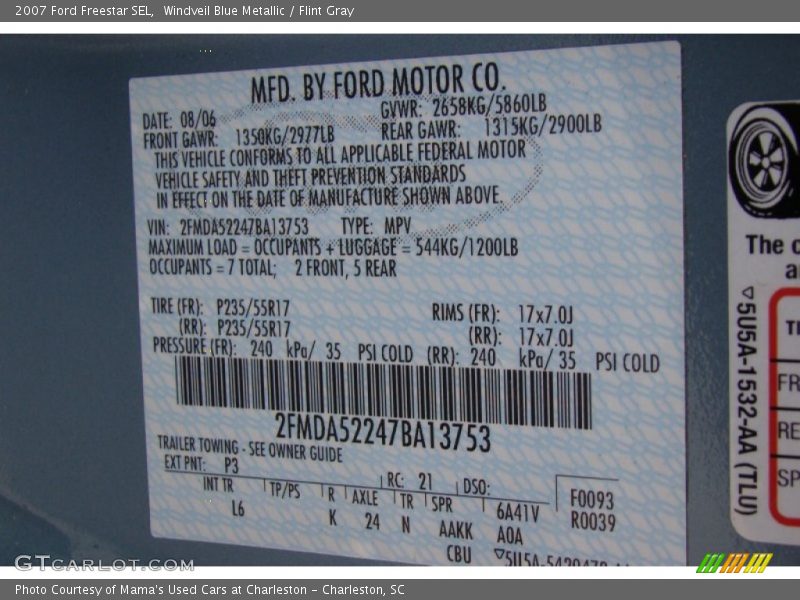 2007 Ford Freestar SEL, Windveil Blue Metallic / Flint Gray
MFD. BY FORD MOTOR CO.
DATE: 08/06 GVWR: 2658KG/5860LB
FRONT GAWR: 1350KG/2977LB REAR GAWR: 1315KG/2900LB
THIS VEHICLE CONFORMS TO ALL APPLICABLE FEDERAL MOTOR
VEHICLE SAFETY AND THEFT PREVENTION STANDARDS
IN EFFECT ON THE DATE OF MANUFACTURE SHOWN ABOVE.
VIN: 2FMDA52247BA13753 TYPE: MPV
MAXIMUM LOAD = OCCUPANTS + LUGGAGE = 544KG/1200LB
OCCUPANTS = 7 TOTAL; 2 FRONT, 5 REAR
TIRE (FR): P235/55R17 RIMS (FR): 17x7.0J
(RR): P235/55R17 (RR): 17x7.0J
PRESSURE (FR): 240 kPa/ 35 PSI COLD (RR): 240 kPa/ 35 PSI COLD
2FMDA52247BA13753
TRAILER TOWING - SEE OWNER GUIDE
EXT PNT: P3 RC: 21 DSO:
INT TR TP/PS R AXLE TR SPR 6A41V F0093
L6 K 24 N AAKK A0A R0039
CBU
The
5U5A-1532-AA (TLU)
FR
RE
SP
GTCARLOT.COM
Photo Courtesy of Mama's Used Cars at Charleston - Charleston, SC